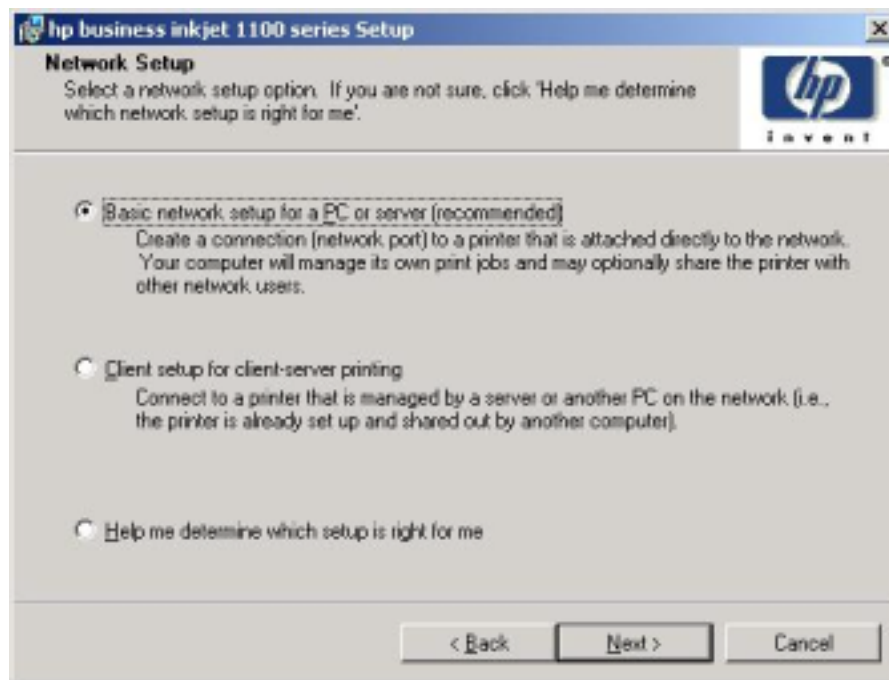 hp business inkjet 1100 series Setup
Network Setup
Select a network setup option. If you are not sure, click 'Help me determine
which network setup is right for me'.
hp
invent
Basic network setup for a PC or server (recommended)
Create a connection (network port) to a printer that is attached directly to the network.
Your computer will manage its own print jobs and may optionally share the printer with
other network users.
Client setup for client-server printing
Connect to a printer that is managed by a server or another PC on the network (i.e.,
the printer is already set up and shared out by another computer).
Help me determine which setup is right for me
< Back
Next >
Cancel